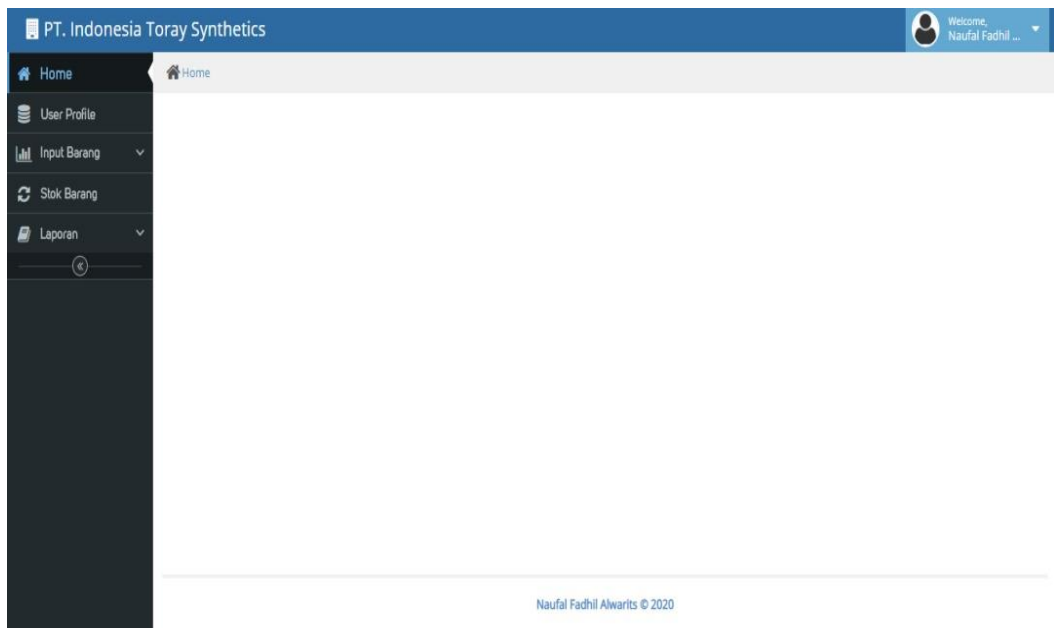 PT. Indonesia Toray Synthetics
Welcome,
Naufal Fadhil ...
Home
Home
User Profile
Input Barang
Stok Barang
Laporan
Naufal Fadhil Alwarits © 2020